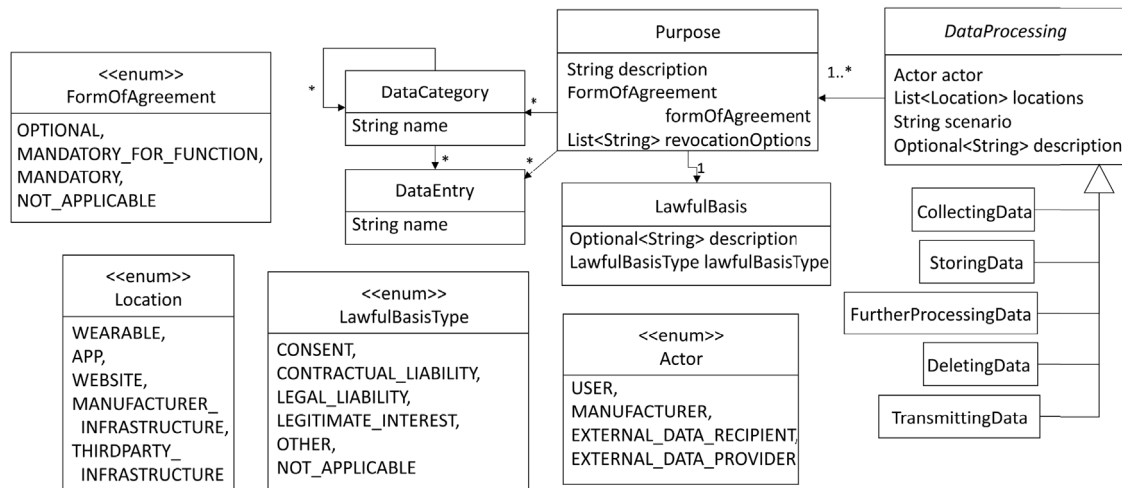 <<enum>>
FormOfAgreement
OPTIONAL,
MANDATORY_FOR_FUNCTION,
MANDATORY,
NOT_APPLICABLE
*
DataCategory
String name
*
*
*
DataEntry
String name
Purpose
String description
FormOfAgreement
formOfAgreement
List<String> revocationOptions
1..*
DataProcessing
Actor actor
List<Location> locations
String scenario
Optional<String> description
1
LawfulBasis
Optional<String> description
LawfulBasisType lawfulBasisType
CollectingData
StoringData
FurtherProcessingData
DeletingData
TransmittingData
<<enum>>
Location
WEARABLE,
APP,
WEBSITE,
MANUFACTURER_
INFRASTRUCTURE,
THIRDPARTY_
INFRASTRUCTURE
<<enum>>
LawfulBasisType
CONSENT,
CONTRACTUAL_LIABILITY,
LEGAL_LIABILITY,
LEGITIMATE_INTEREST,
OTHER,
NOT_APPLICABLE
<<enum>>
Actor
USER,
MANUFACTURER,
EXTERNAL_DATA_RECIPIENT,
EXTERNAL_DATA_PROVIDER